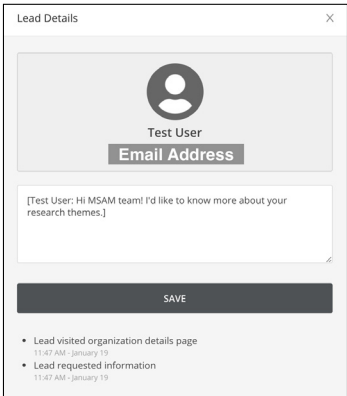 Lead Details
Test User
Email Address
[Test User: Hi MSAM team! I'd like to know more about your
research themes.]
SAVE
Lead visited organization details page
11:47 AM - January 19
Lead requested information
11:47 AM - January 19